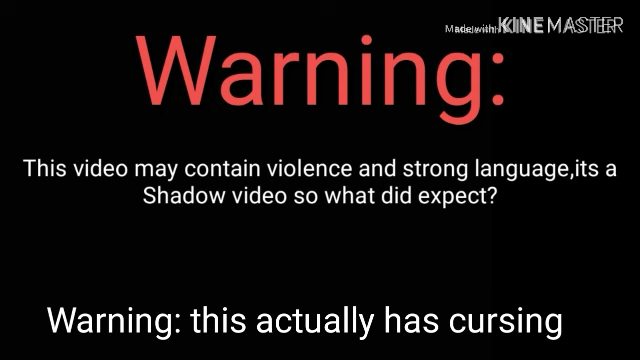 Made with KINEMASTER
Warning:
This video may contain violence and strong language,its a
Shadow video so what did expect?
Warning: this actually has cursing